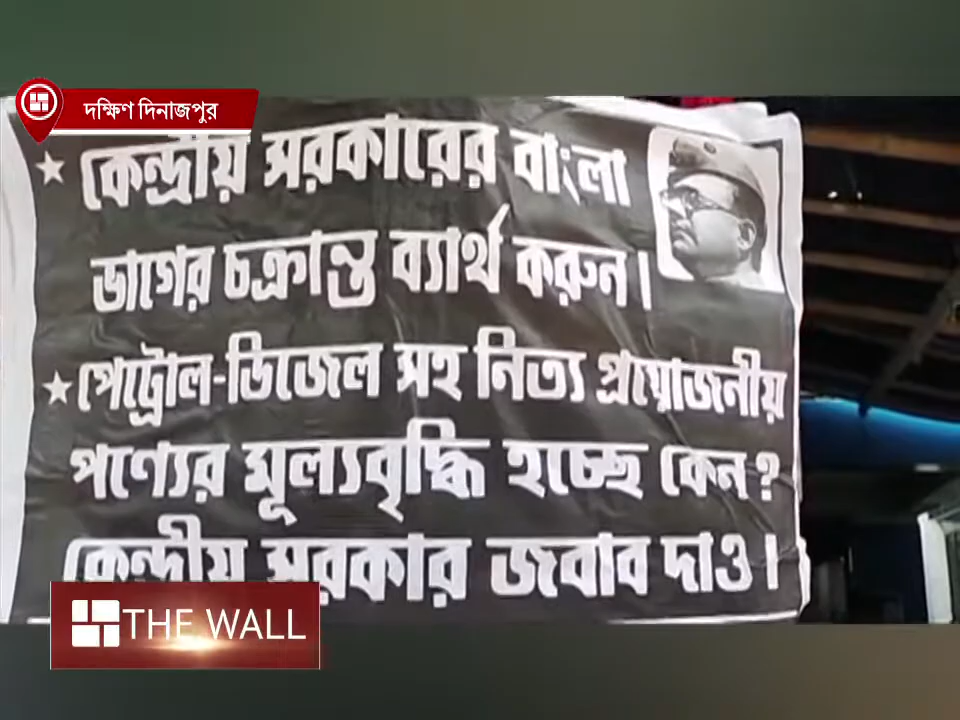 দক্ষিণ দিনাজপুর
★ কেন্দ্রীয় সরকারের বাংলা
ভাগের চক্রান্ত ব্যার্থ করুন।
★ পেট্রোল-ডিজেল সহ নিত্য প্রয়োজনীয়
পণ্যের মূল্যবৃদ্ধি হচ্ছে কেন?
কেন্দ্রীয় সরকার জবাব দাও।
THE WALL